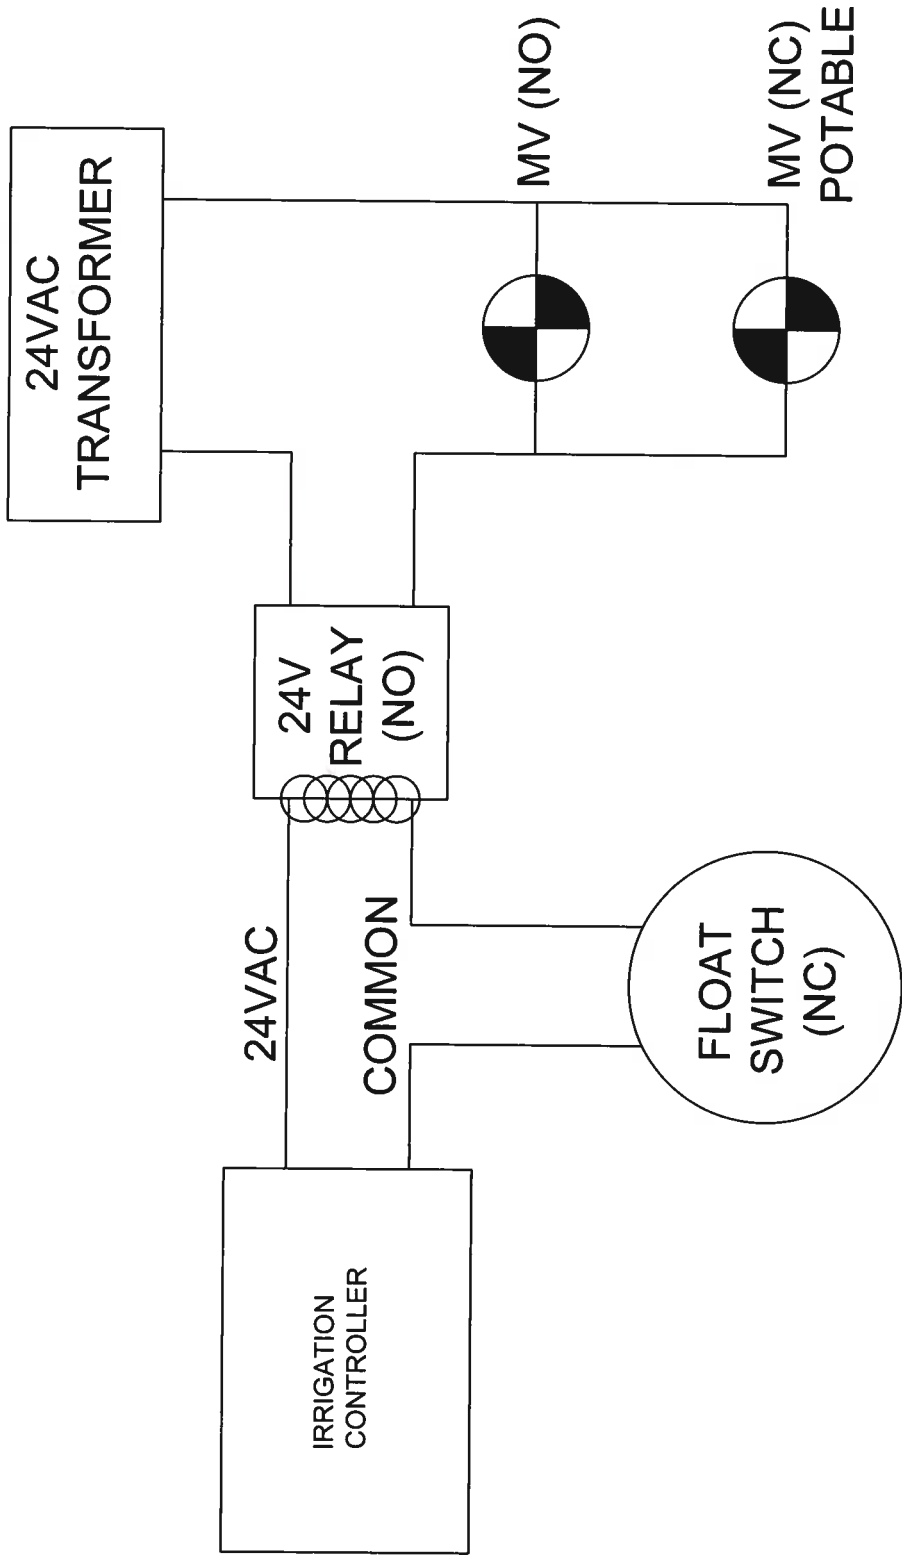 24VAC
TRANSFORMER
MV (NO)
MV (NC)
POTABLE
24V
RELAY
(NO)
24VAC
COMMON
FLOAT
SWITCH
(NC)
IRRIGATION
CONTROLLER